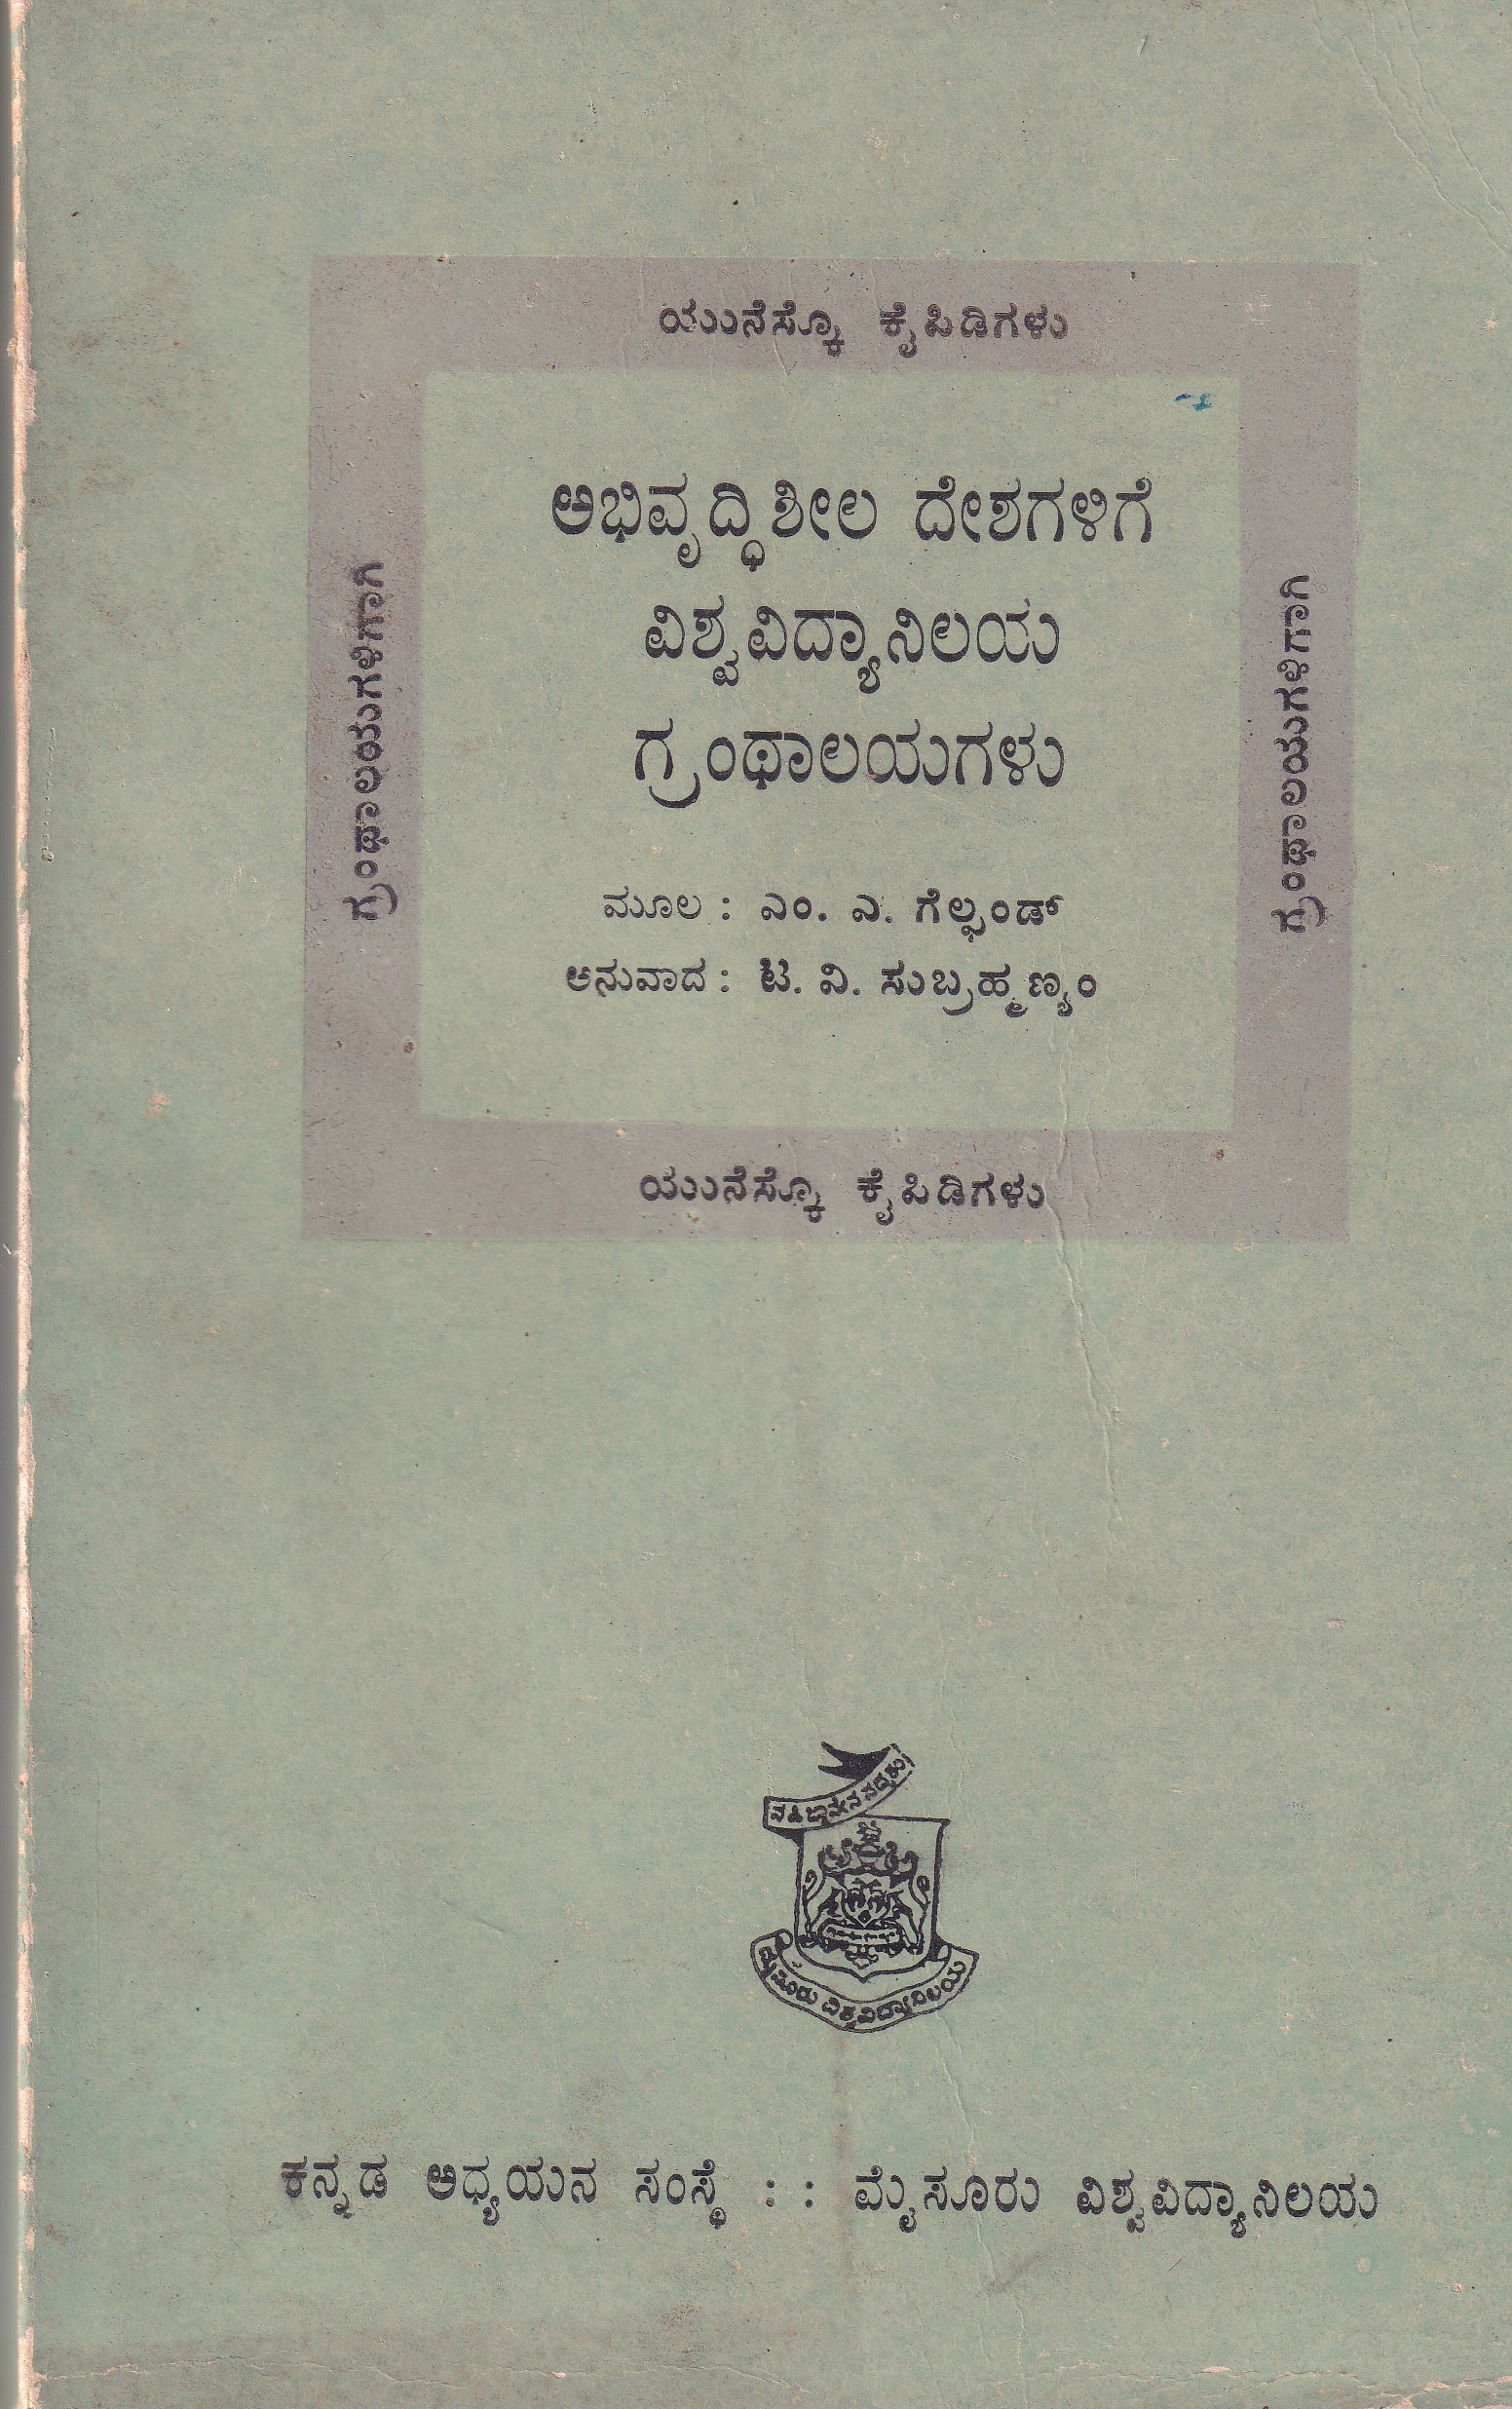 ಯುನೆಸ್ಕೊ ಕೈಪಿಡಿಗಳು
ಗ್ರಂಥಾಲಯಗಳಿಗಾಗಿ
ಅಭಿವೃದ್ಧಿಶೀಲ ದೇಶಗಳಿಗೆ
ವಿಶ್ವವಿದ್ಯಾನಿಲಯ
ಗ್ರಂಥಾಲಯಗಳು
ಮೂಲ : ಎಂ. ಎ. ಗೆಲ್ಫಂಡ್
ಅನುವಾದ : ಟಿ. ವಿ. ಸುಬ್ರಹ್ಮಣ್ಯಂ
ಗ್ರಂಥಾಲಯಗಳಿಗಾಗಿ
ಯುನೆಸ್ಕೊ ಕೈಪಿಡಿಗಳು
ಮೈಸೂರು ವಿಶ್ವವಿದ್ಯಾನಿಲಯ
ಕನ್ನಡ ಅಧ್ಯಯನ ಸಂಸ್ಥೆ : : ಮೈಸೂರು ವಿಶ್ವವಿದ್ಯಾನಿಲಯ